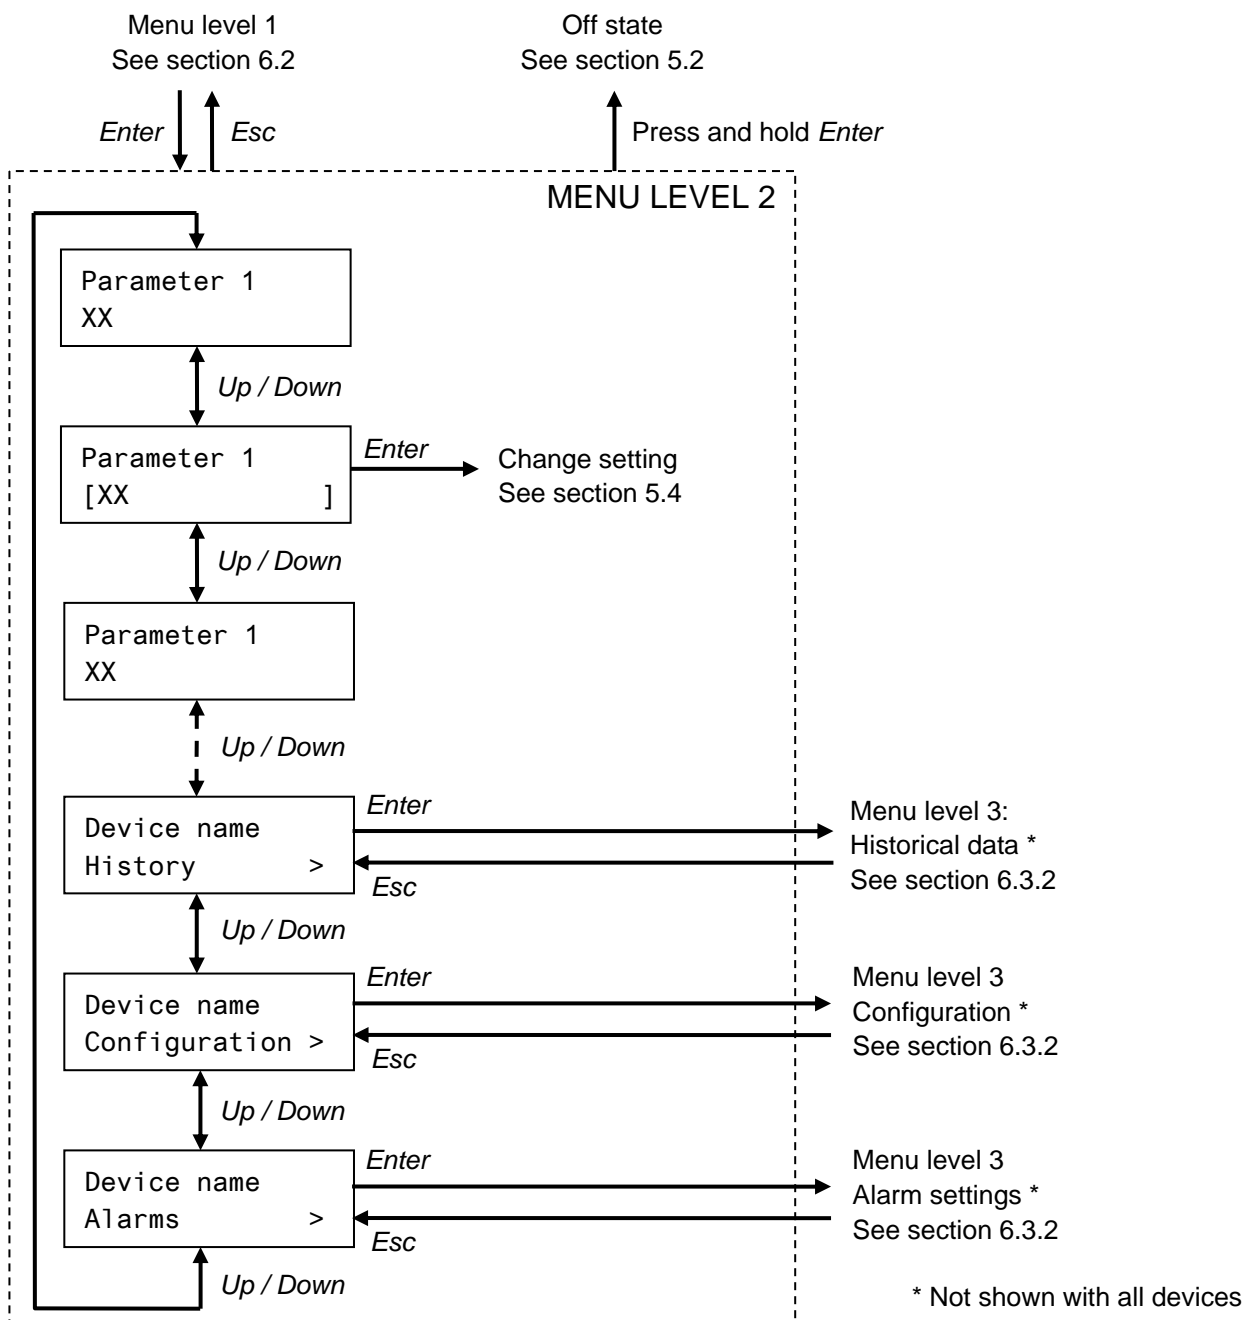 Menu level 1
See section 6.2
Off state
See section 5.2
Enter
Esc
Press and hold Enter
MENU LEVEL 2
Parameter 1
XX
Up / Down
Parameter 1
[XX ]
Enter
Change setting
See section 5.4
Up / Down
Parameter 1
XX
Up / Down
Device name
History >
Enter
Esc
Menu level 3:
Historical data *
See section 6.3.2
Up / Down
Device name
Configuration >
Enter
Esc
Menu level 3
Configuration *
See section 6.3.2
Up / Down
Device name
Alarms >
Enter
Esc
Menu level 3
Alarm settings *
See section 6.3.2
Up / Down
* Not shown with all devices